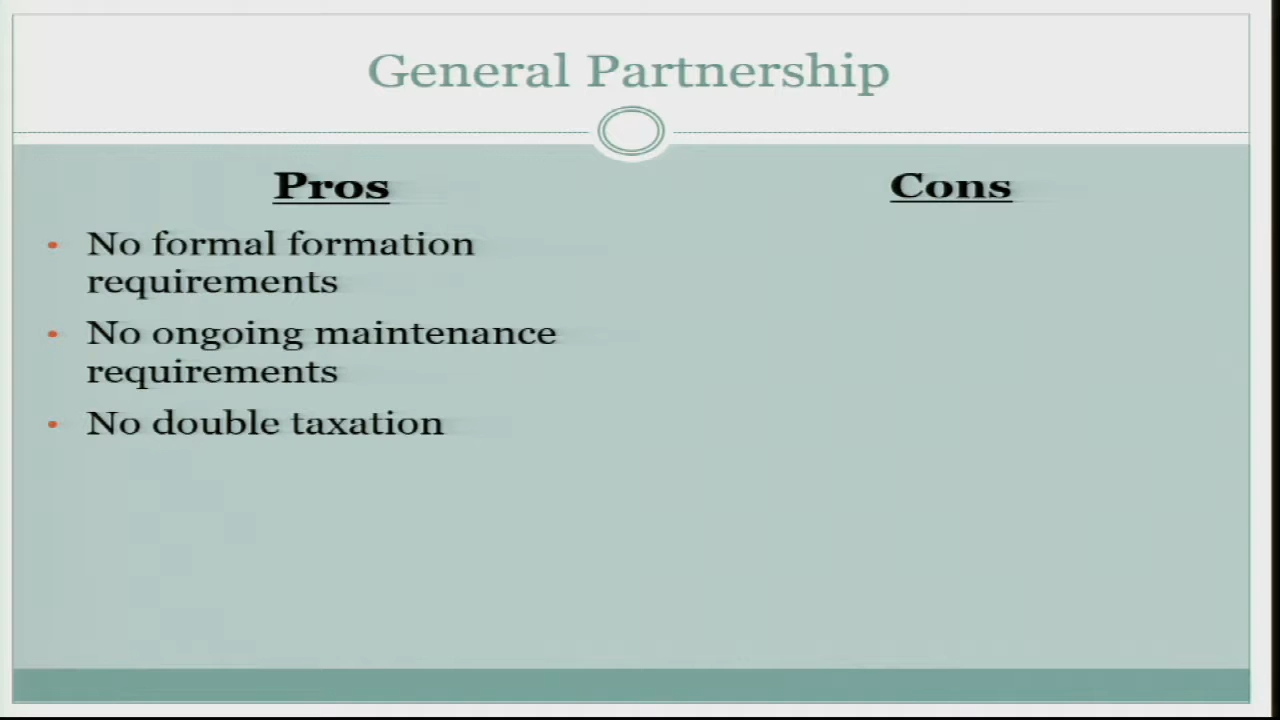 General Partnership
Pros
Cons
• No formal formation
requirements
• No ongoing maintenance
requirements
• No double taxation